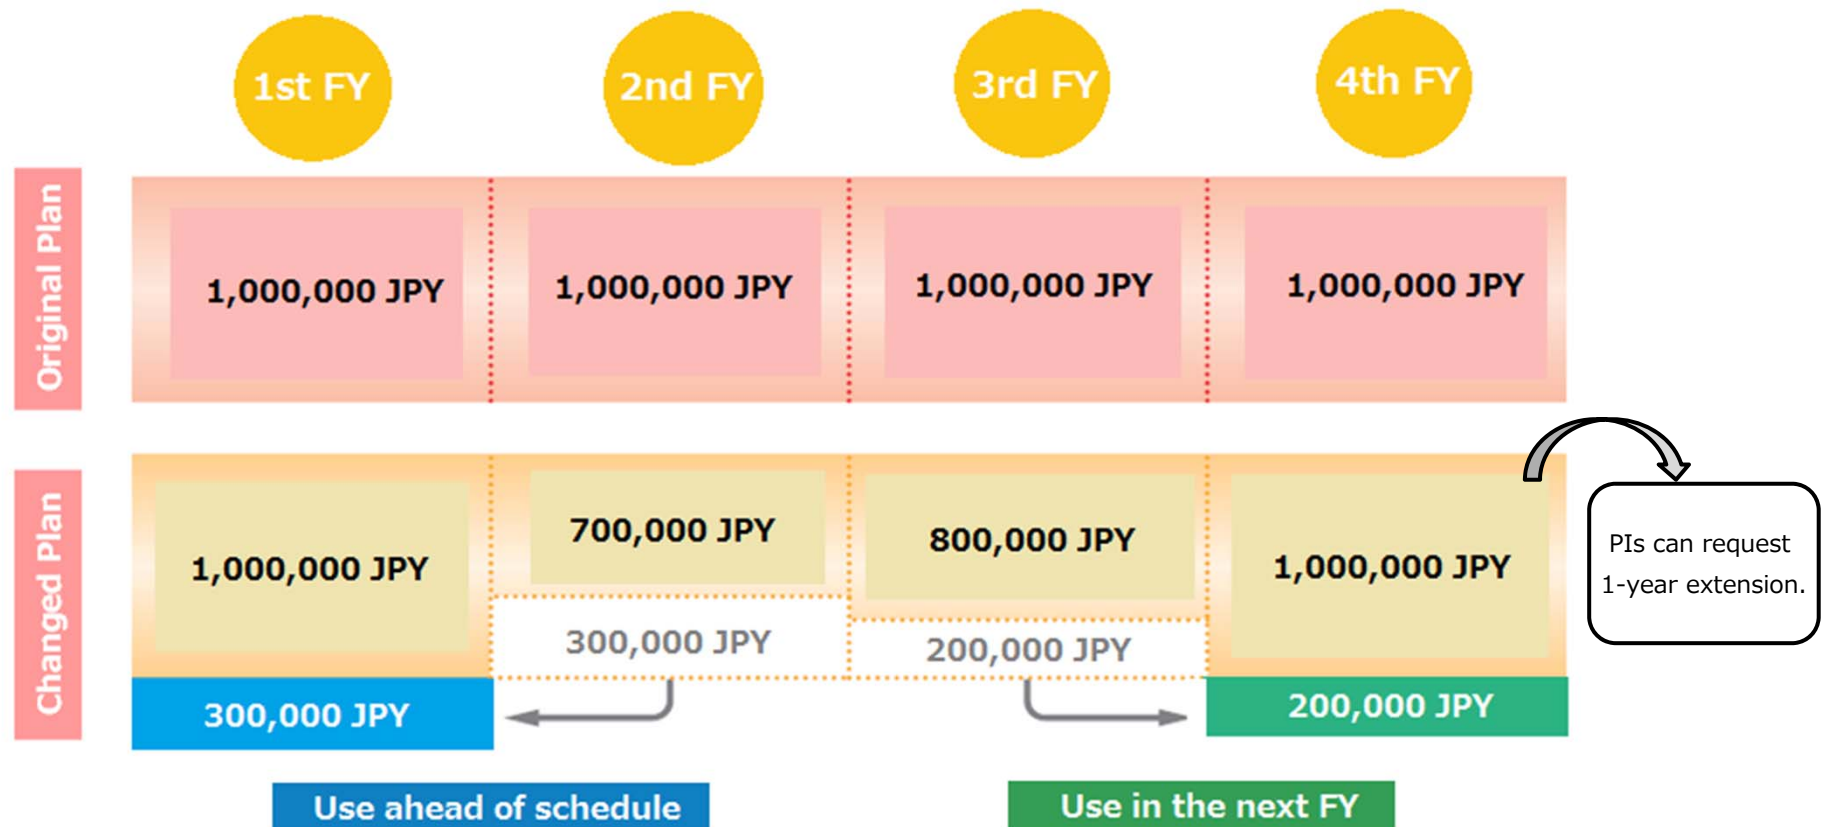 1st FY
2nd FY
3rd FY
4th FY
Original Plan
1,000,000 JPY
1,000,000 JPY
1,000,000 JPY
1,000,000 JPY
Changed Plan
1,000,000 JPY
700,000 JPY
800,000 JPY
1,000,000 JPY
PIs can request
1-year extension.
300,000 JPY
200,000 JPY
300,000 JPY
200,000 JPY
Use ahead of schedule
Use in the next FY